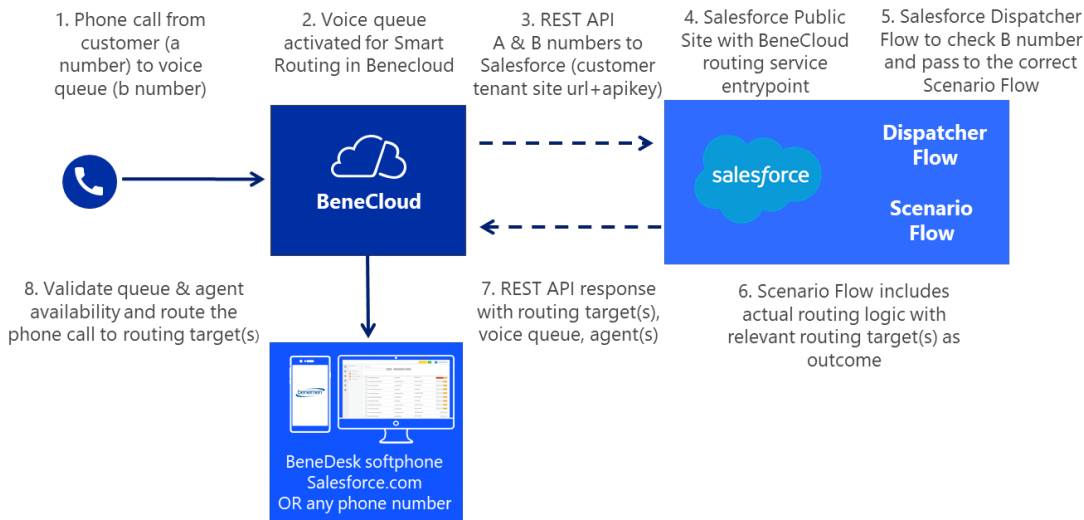 1. Phone call from
customer (a
number) to voice
queue (b number)
2. Voice queue
activated for Smart
Routing in Benecloud
3. REST API
A & B numbers to
Salesforce (customer
tenant site url+apikey)
4. Salesforce Public
Site with BeneCloud
routing service
entrypoint
5. Salesforce Dispatcher
Flow to check B number
and pass to the correct
Scenario Flow
BeneCloud
salesforce
Dispatcher
Flow
Scenario
Flow
8. Validate queue & agent
availability and route the
phone call to routing target(s)
7. REST API response
with routing target(s),
voice queue, agent(s)
6. Scenario Flow includes
actual routing logic with
relevant routing target(s) as
outcome
benemen
BeneDesk softphone
Salesforce.com
OR any phone number